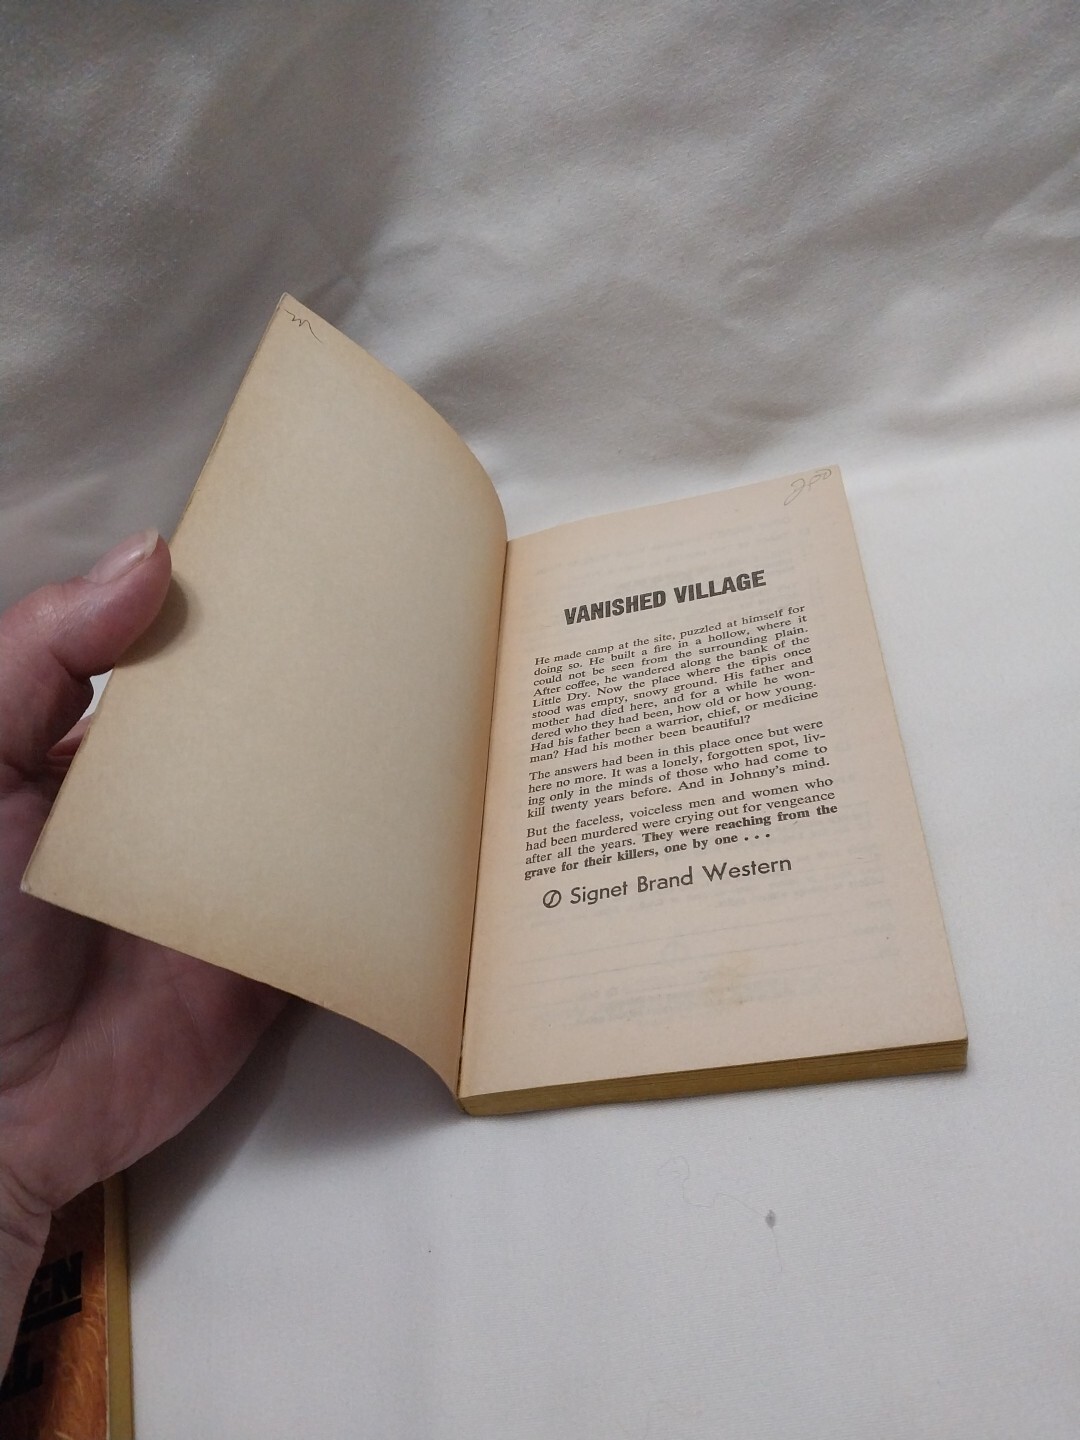 200
VANISHED VILLAGE
He made camp at the site, puzzled at himself for
doing so. He built a fire in a hollow, where it
could not be seen from the surrounding plain.
After coffee, he wandered along the bank of the
Little Dry. Now the place where the tipis once
stood was empty, snowy ground. His father and
mother had died here, and for a while he won-
dered who they had been, how old or how young.
Had his father been a warrior, chief, or medicine
man? Had his mother been beautiful?
The answers had been in this place once but were
here no more. It was a lonely, forgotten spot, liv-
ing only in the minds of those who had come to
kill twenty years before. And in Johnny's mind.
But the faceless, voiceless men and women who
had been murdered were crying out for vengeance
after all the years. They were reaching from the
grave for their killers, one by one . . .
Signet Brand Western
EN